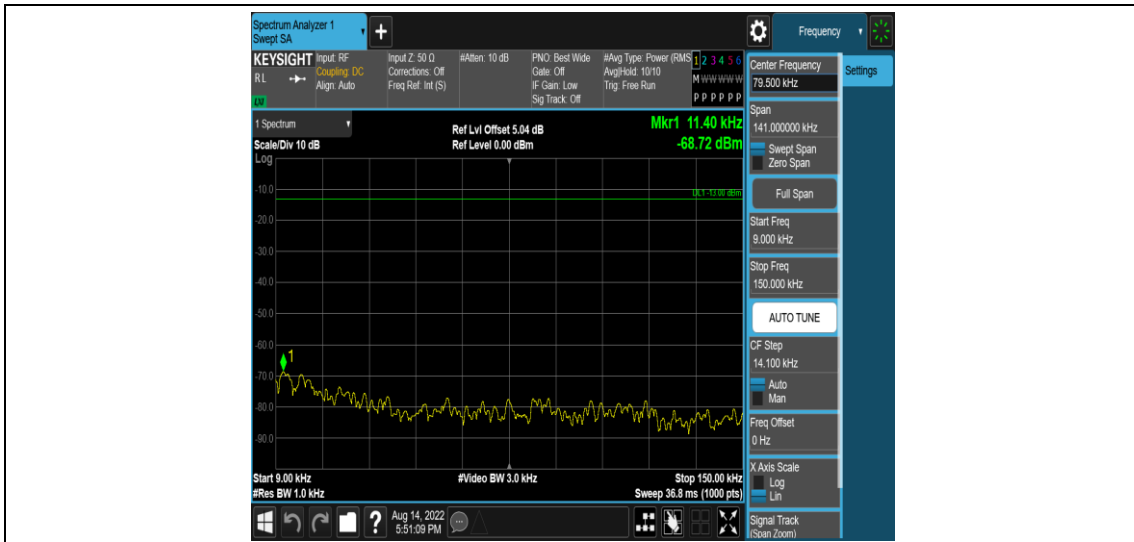 Spectrum Analyzer 1
Swept SA
Frequency
KEYSIGHT
RL
LXI
Input: RF
Coupling: DC
Align: Auto
Input Z: 50 Ω
Corrections: Off
Freq Ref: Int (S)
#Atten: 10 dB
PNO: Best Wide
Gate: Off
IF Gain: Low
Sig Track: Off
#Avg Type: Power (RMS
Avg|Hold: 10/10
Trig: Free Run
1 2 3 4 5 6
M W W W W W
P P P P P P
Center Frequency
79.500 kHz
Settings
1 Spectrum
Scale/Div 10 dB
Log
Ref Lvl Offset 5.04 dB
Ref Level 0.00 dBm
Mkr1 11.40 kHz
-68.72 dBm
Span
141.000000 kHz
Swept Span
Zero Span
Full Span
DL1 -13.00 dBm
-10.0
-20.0
-30.0
-40.0
-50.0
-60.0
-70.0
-80.0
-90.0
1
Start Freq
9.000 kHz
Stop Freq
150.000 kHz
AUTO TUNE
CF Step
14.100 kHz
Auto
Man
Freq Offset
0 Hz
X Axis Scale
Log
Lin
Signal Track
(Span Zoom)
Start 9.00 kHz
#Res BW 1.0 kHz
#Video BW 3.0 kHz
Stop 150.00 kHz
Sweep 36.8 ms (1000 pts)
?
Aug 14, 2022
5:51:09 PM